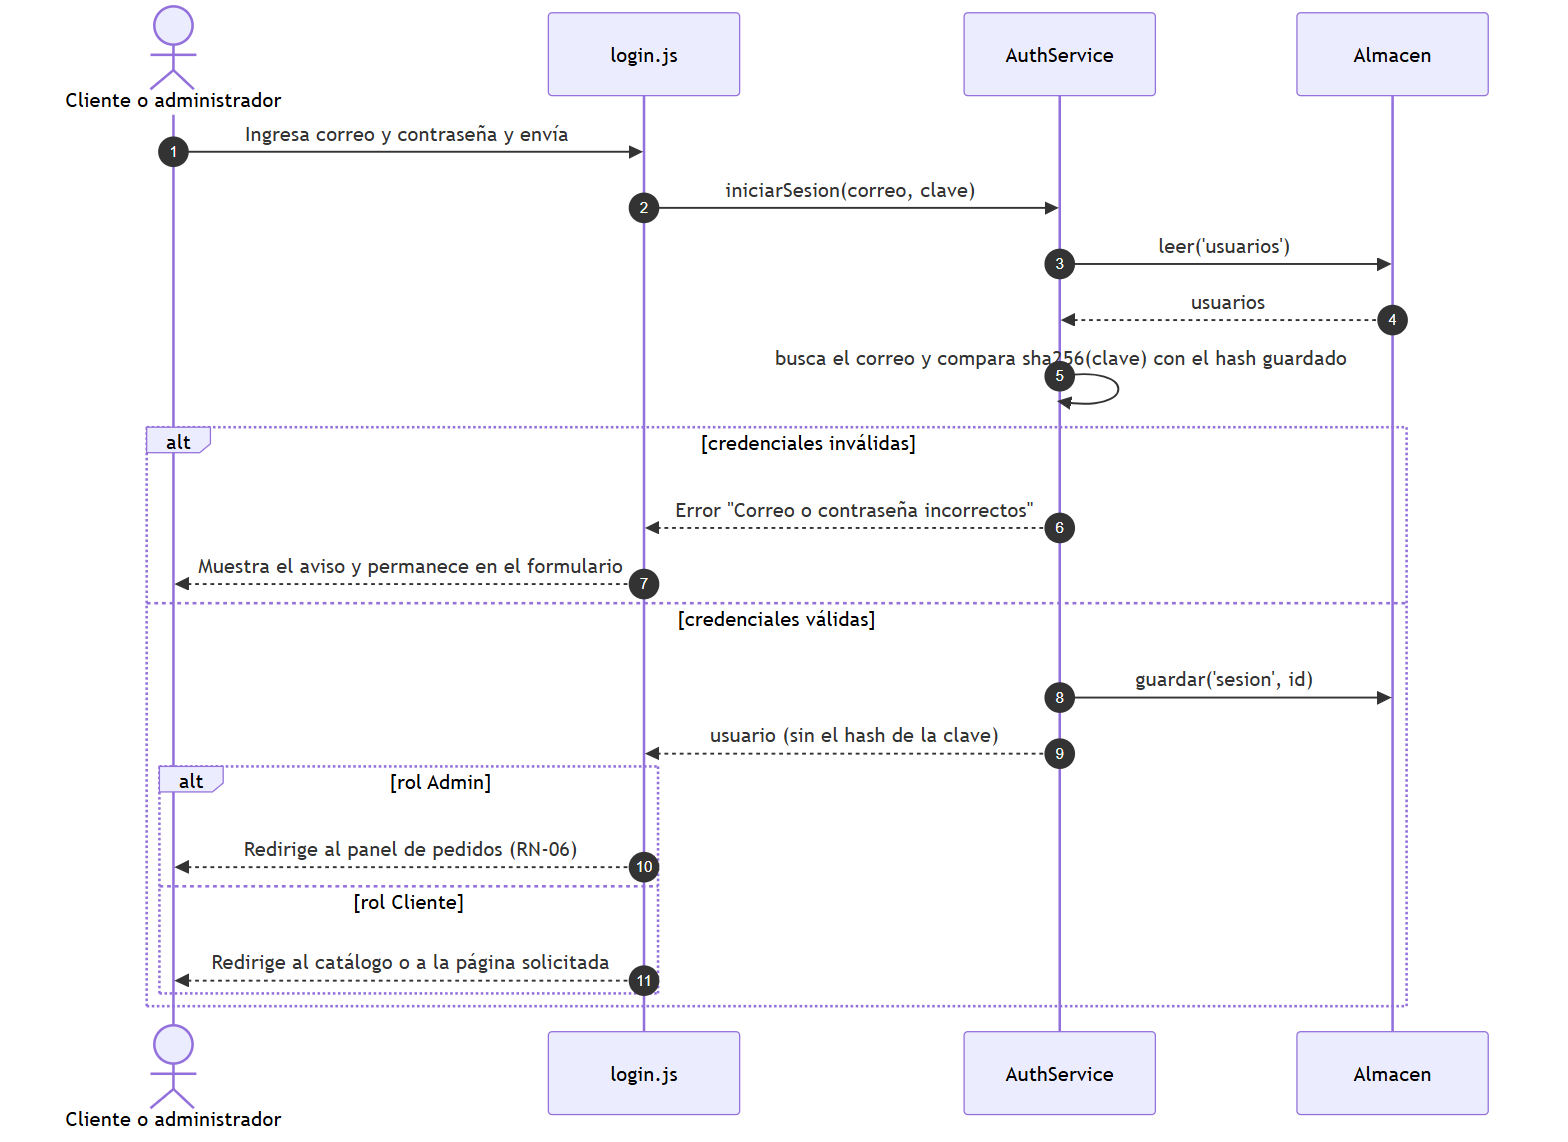 Cliente o administrador
login.js
AuthService
Almacen
1
Ingresa correo y contraseña y envía
2
iniciarSesion(correo, clave)
3
leer('usuarios')
usuarios
4
busca el correo y compara sha256(clave) con el hash guardado
5
alt
[credenciales inválidas]
Error "Correo o contraseña incorrectos"
6
Muestra el aviso y permanece en el formulario
7
[credenciales válidas]
8
guardar('sesion', id)
usuario (sin el hash de la clave)
9
alt
[rol Admin]
Redirige al panel de pedidos (RN-06)
10
[rol Cliente]
Redirige al catálogo o a la página solicitada
11
Cliente o administrador
login.js
AuthService
Almacen